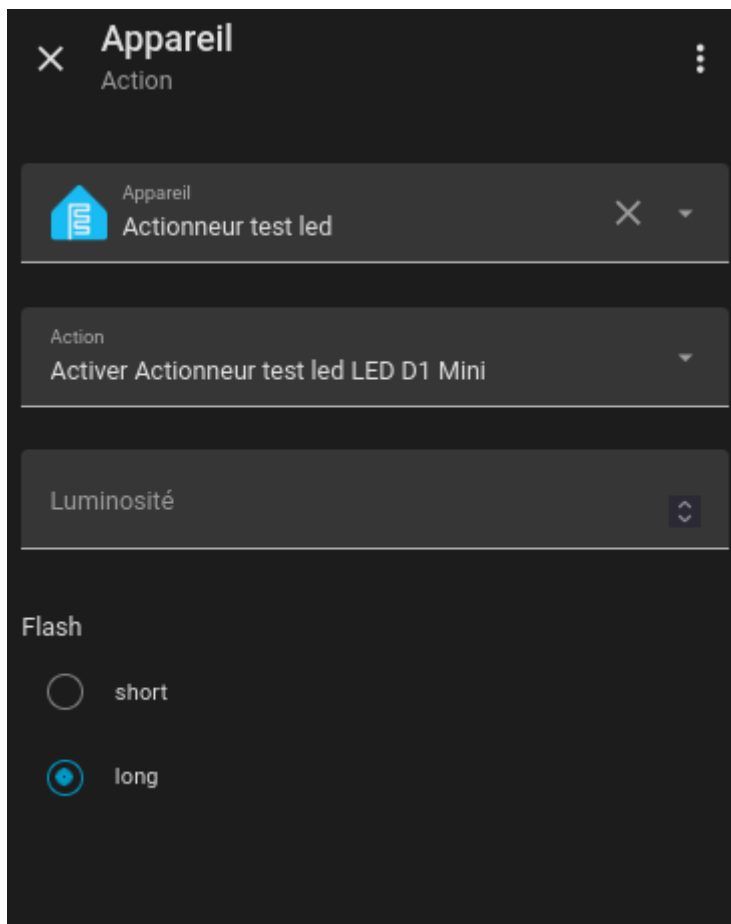 Appareil
Action
Appareil
Actionneur test led
Action
Activer Actionneur test led LED D1 Mini
Luminosité
Flash
short
long